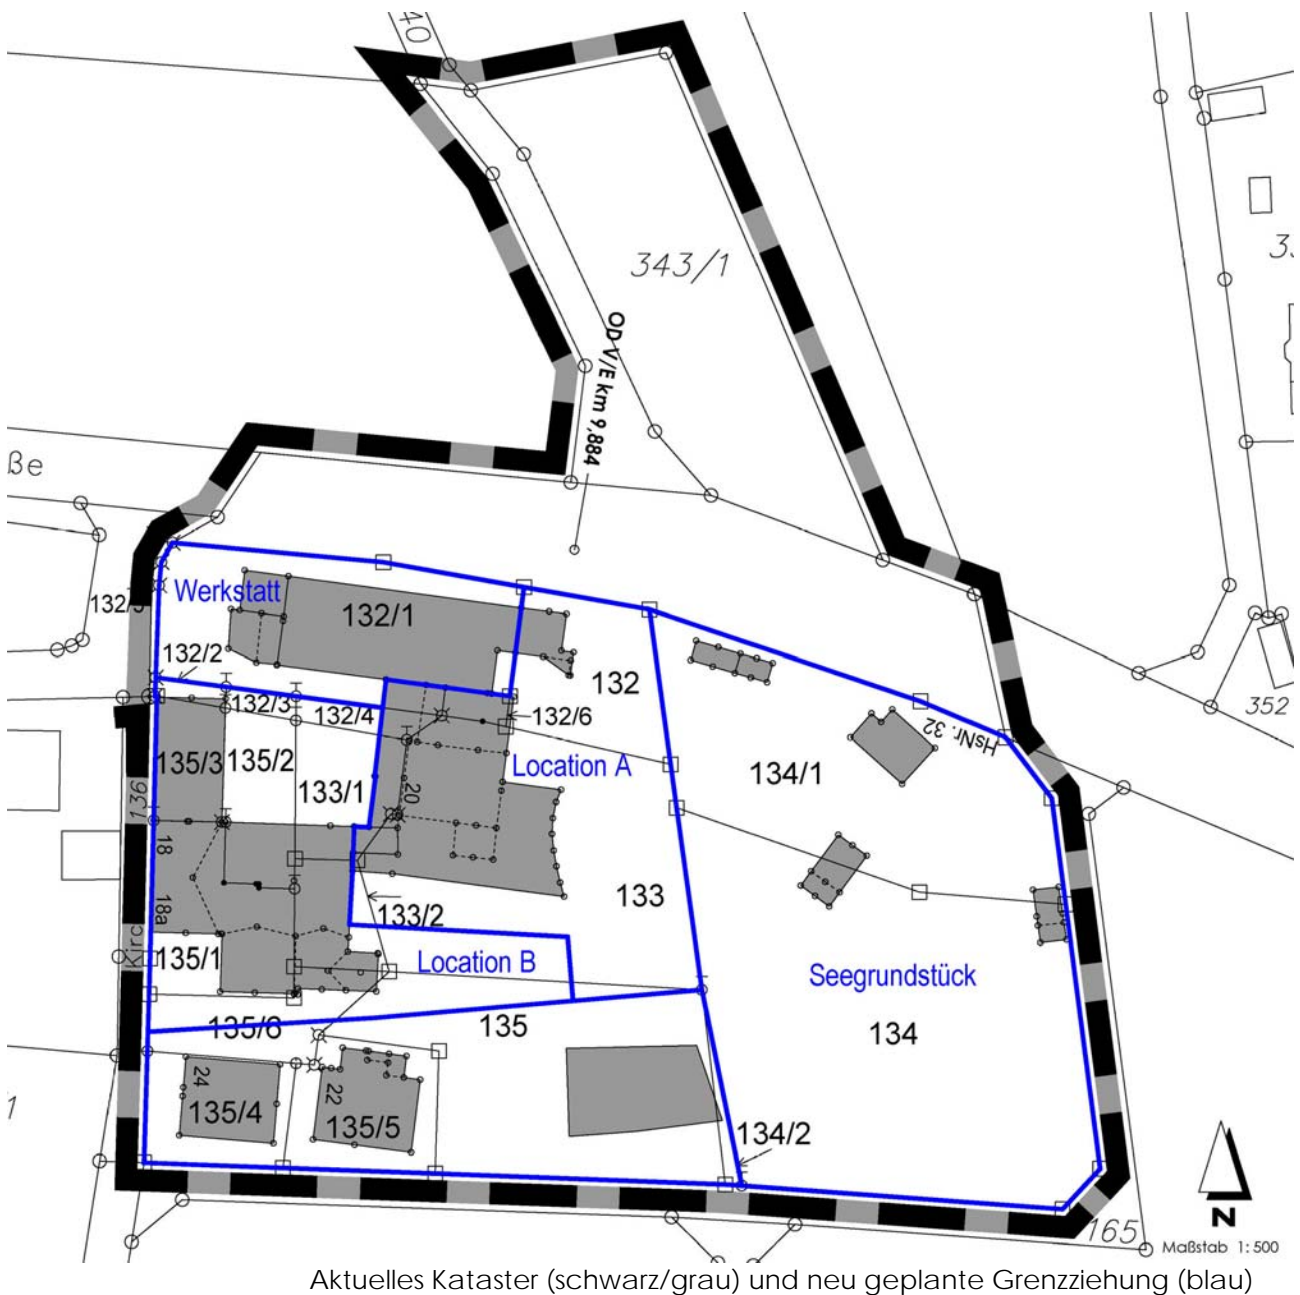 40
343/1
33
OD V/E km 9,884
ße
Werkstatt
132/1
132/5
132/2
132
132/3
132/4
132/6
352
HsNr. 32
135/3
135/2
Location A
134/1
133/1
20
136
18
133
18a
133/2
Kirc
135/1
Location B
Seegrundstück
135/6
135
134
24
22
1
135/4
135/5
134/2
165
N
Maßstab 1:500
Aktuelles Kataster (schwarz/grau) und neu geplante Grenzziehung (blau)